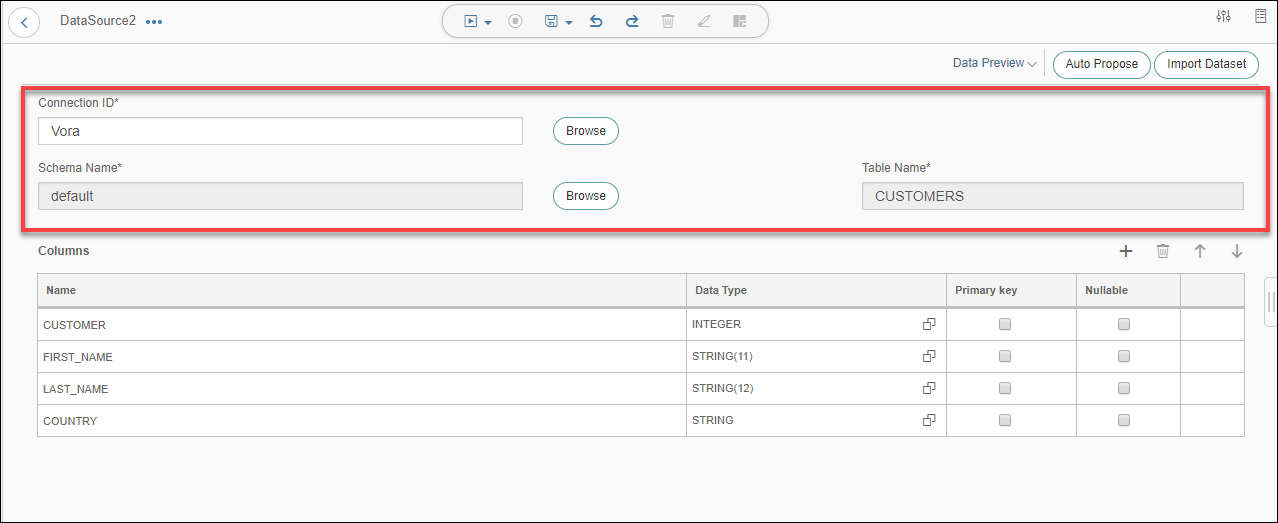 DataSource2
Data Preview
Auto Propose
Import Dataset
Connection ID*
Vora
Browse
Schema Name*
Table Name*
default
Browse
CUSTOMERS
Columns
Name Data Type Primary key Nullable
CUSTOMER INTEGER
FIRST_NAME STRING(11)
LAST_NAME STRING(12)
COUNTRY STRING